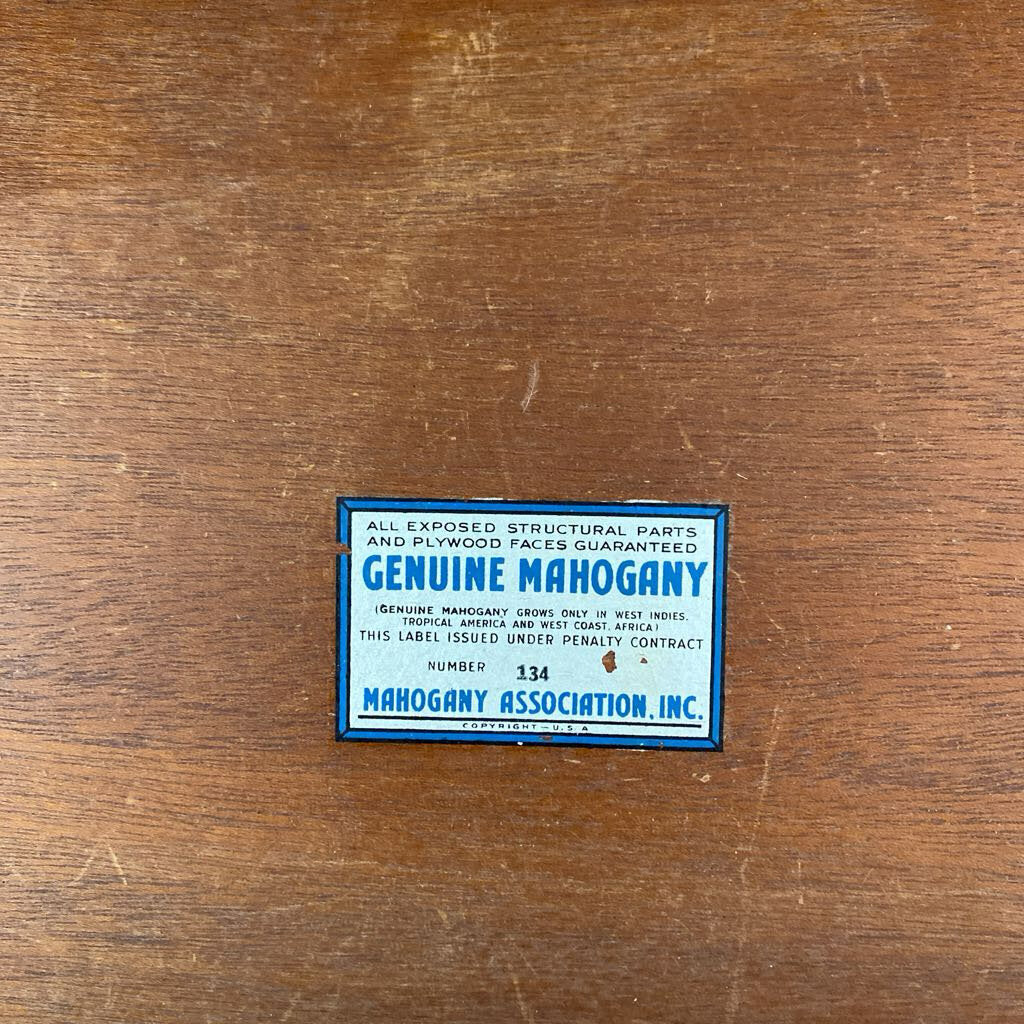 ALL EXPOSED STRUCTURAL PARTS
AND PLYWOOD FACES GUARANTEED
GENUINE MAHOGANY
(GENUINE MAHOGANY GROWS ONLY IN WEST INDIES.
TROPICAL AMERICA AND WEST COAST, AFRICA)
THIS LABEL ISSUED UNDER PENALTY CONTRACT
NUMBER 134
MAHOGANY ASSOCIATION, INC.
COPYRIGHT - U.S.A